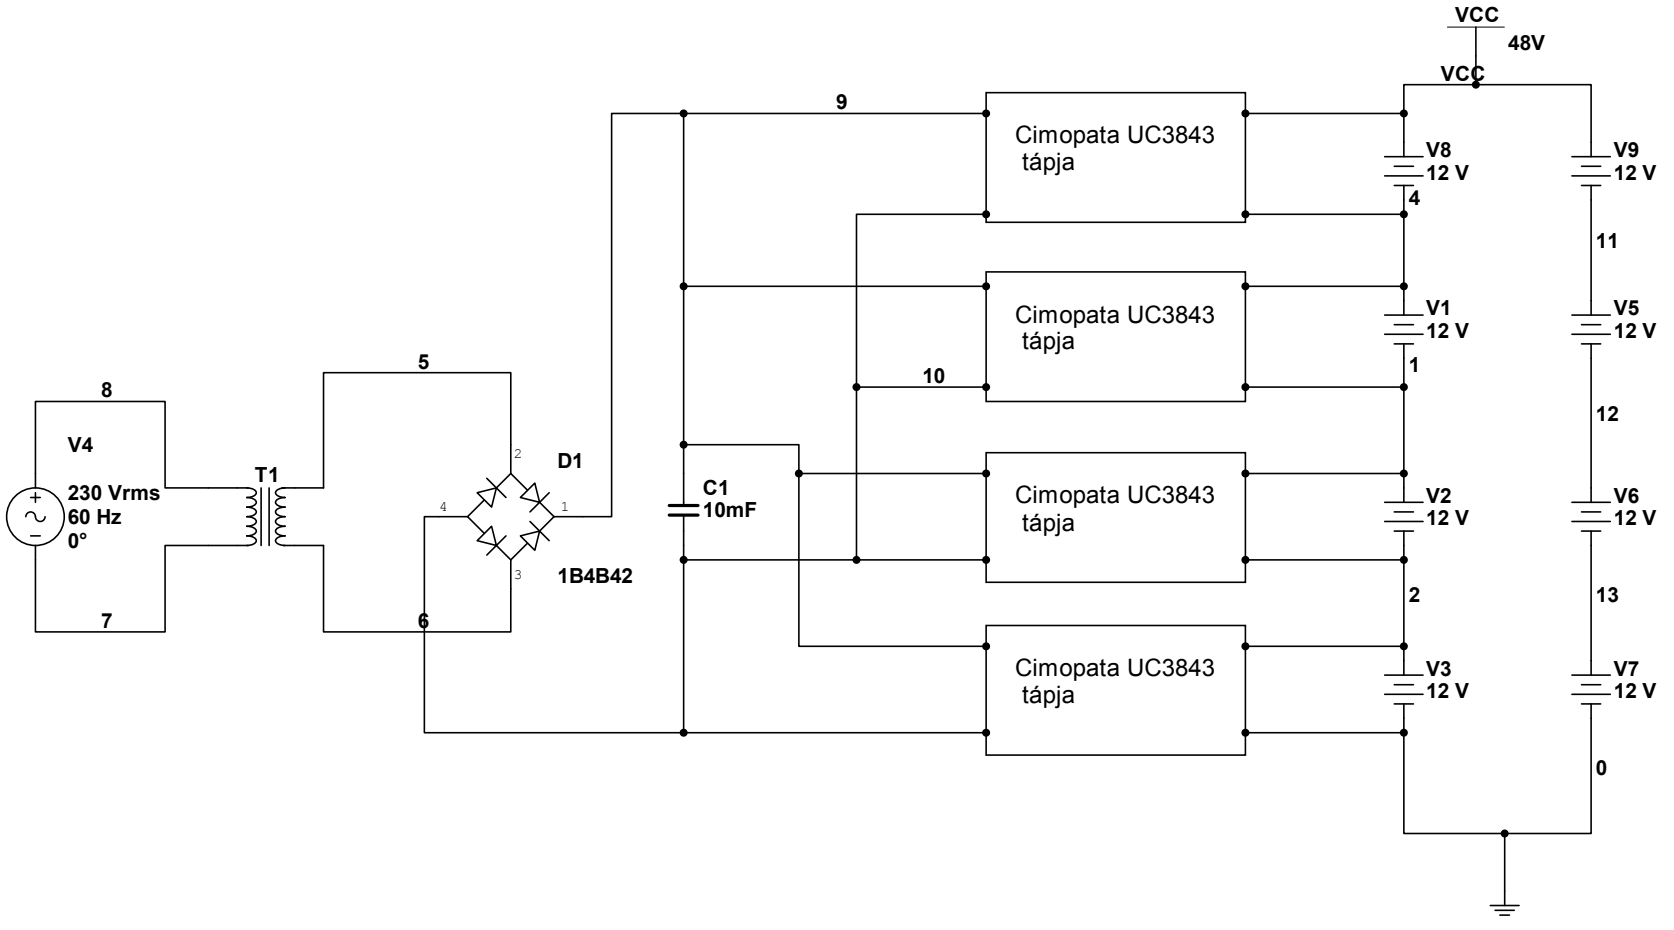 VCC
48V
VCC
9
Cimopata UC3843
tápja
V8
12 V
4
V9
12 V
11
Cimopata UC3843
tápja
V1
12 V
1
V5
12 V
10
12
5
8
V4
230 Vrms
60 Hz
0°
T1
2
D1
4
1
3
1B4B42
C1
10mF
Cimopata UC3843
tápja
V2
12 V
2
V6
12 V
13
7
6
Cimopata UC3843
tápja
V3
12 V
V7
12 V
0